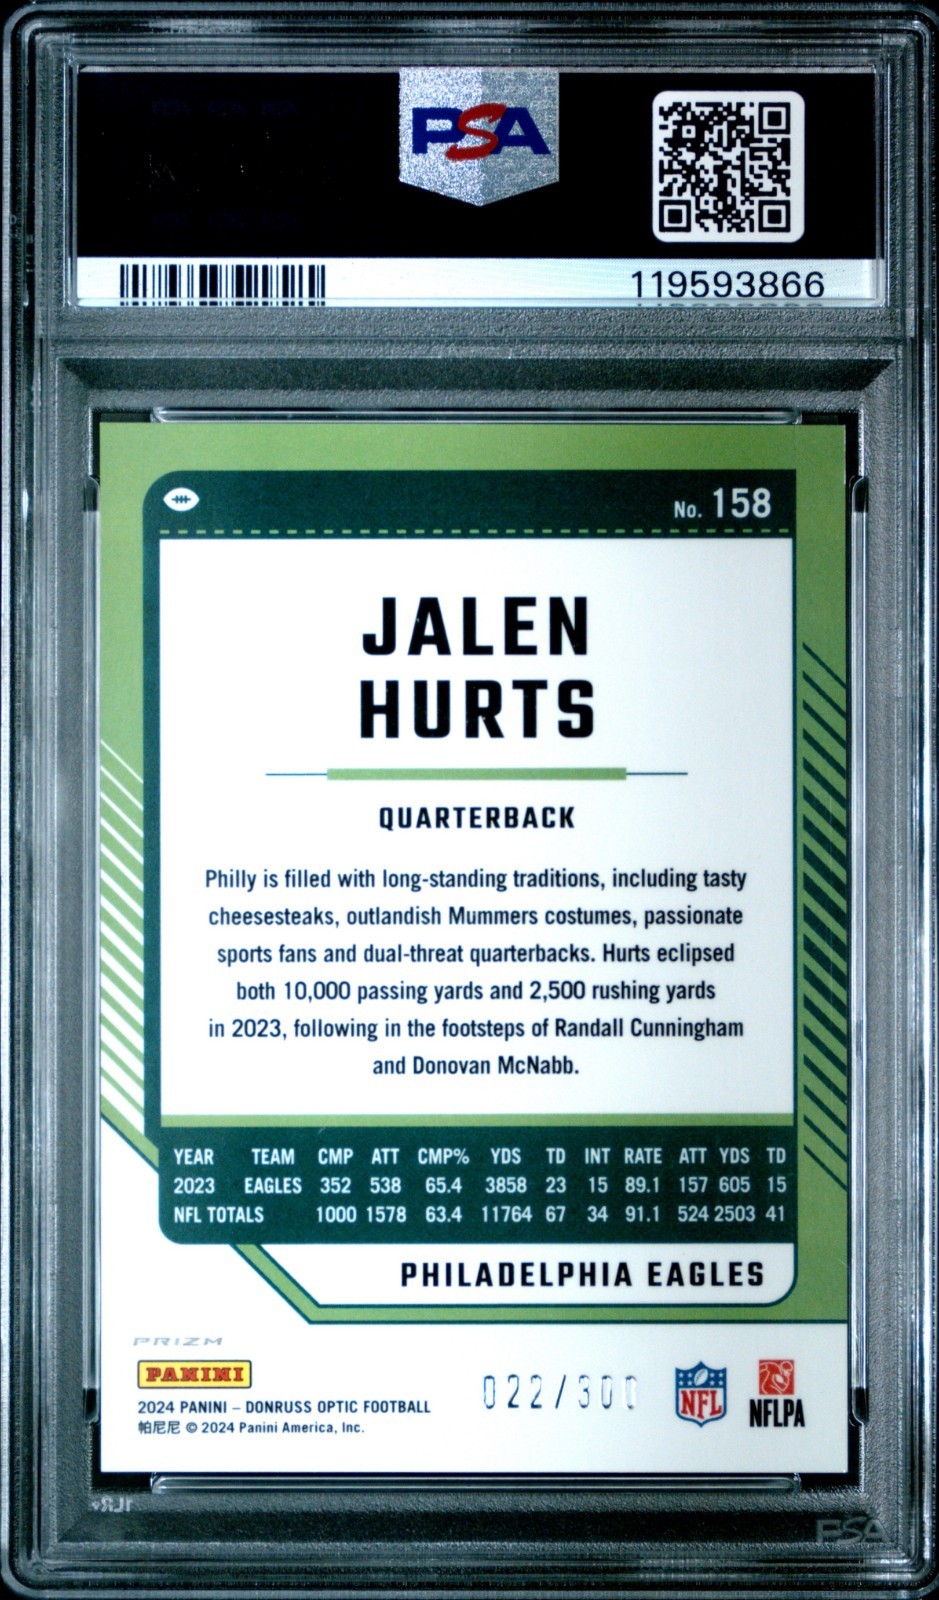 PSA
119593866
No. 158
JALEN
HURTS
QUARTERBACK
Philly is filled with long-standing traditions, including tasty
cheesesteaks, outlandish Mummers costumes, passionate
sports fans and dual-threat quarterbacks. Hurts eclipsed
both 10,000 passing yards and 2,500 rushing yards
in 2023, following in the footsteps of Randall Cunningham
and Donovan McNabb.
YEAR TEAM CMP ATT CMP% YDS TD INT RATE ATT YDS TD
2023 EAGLES 352 538 65.4 3858 23 15 89.1 157 605 15
NFL TOTALS 1000 1578 63.4 11764 67 34 91.1 524 2503 41
PHILADELPHIA EAGLES
PRIZM
PANINI
2024 PANINI – DONRUSS OPTIC FOOTBALL
帕尼尼 © 2024 Panini America, Inc.
022/300
NFL
NFLPA
PSA